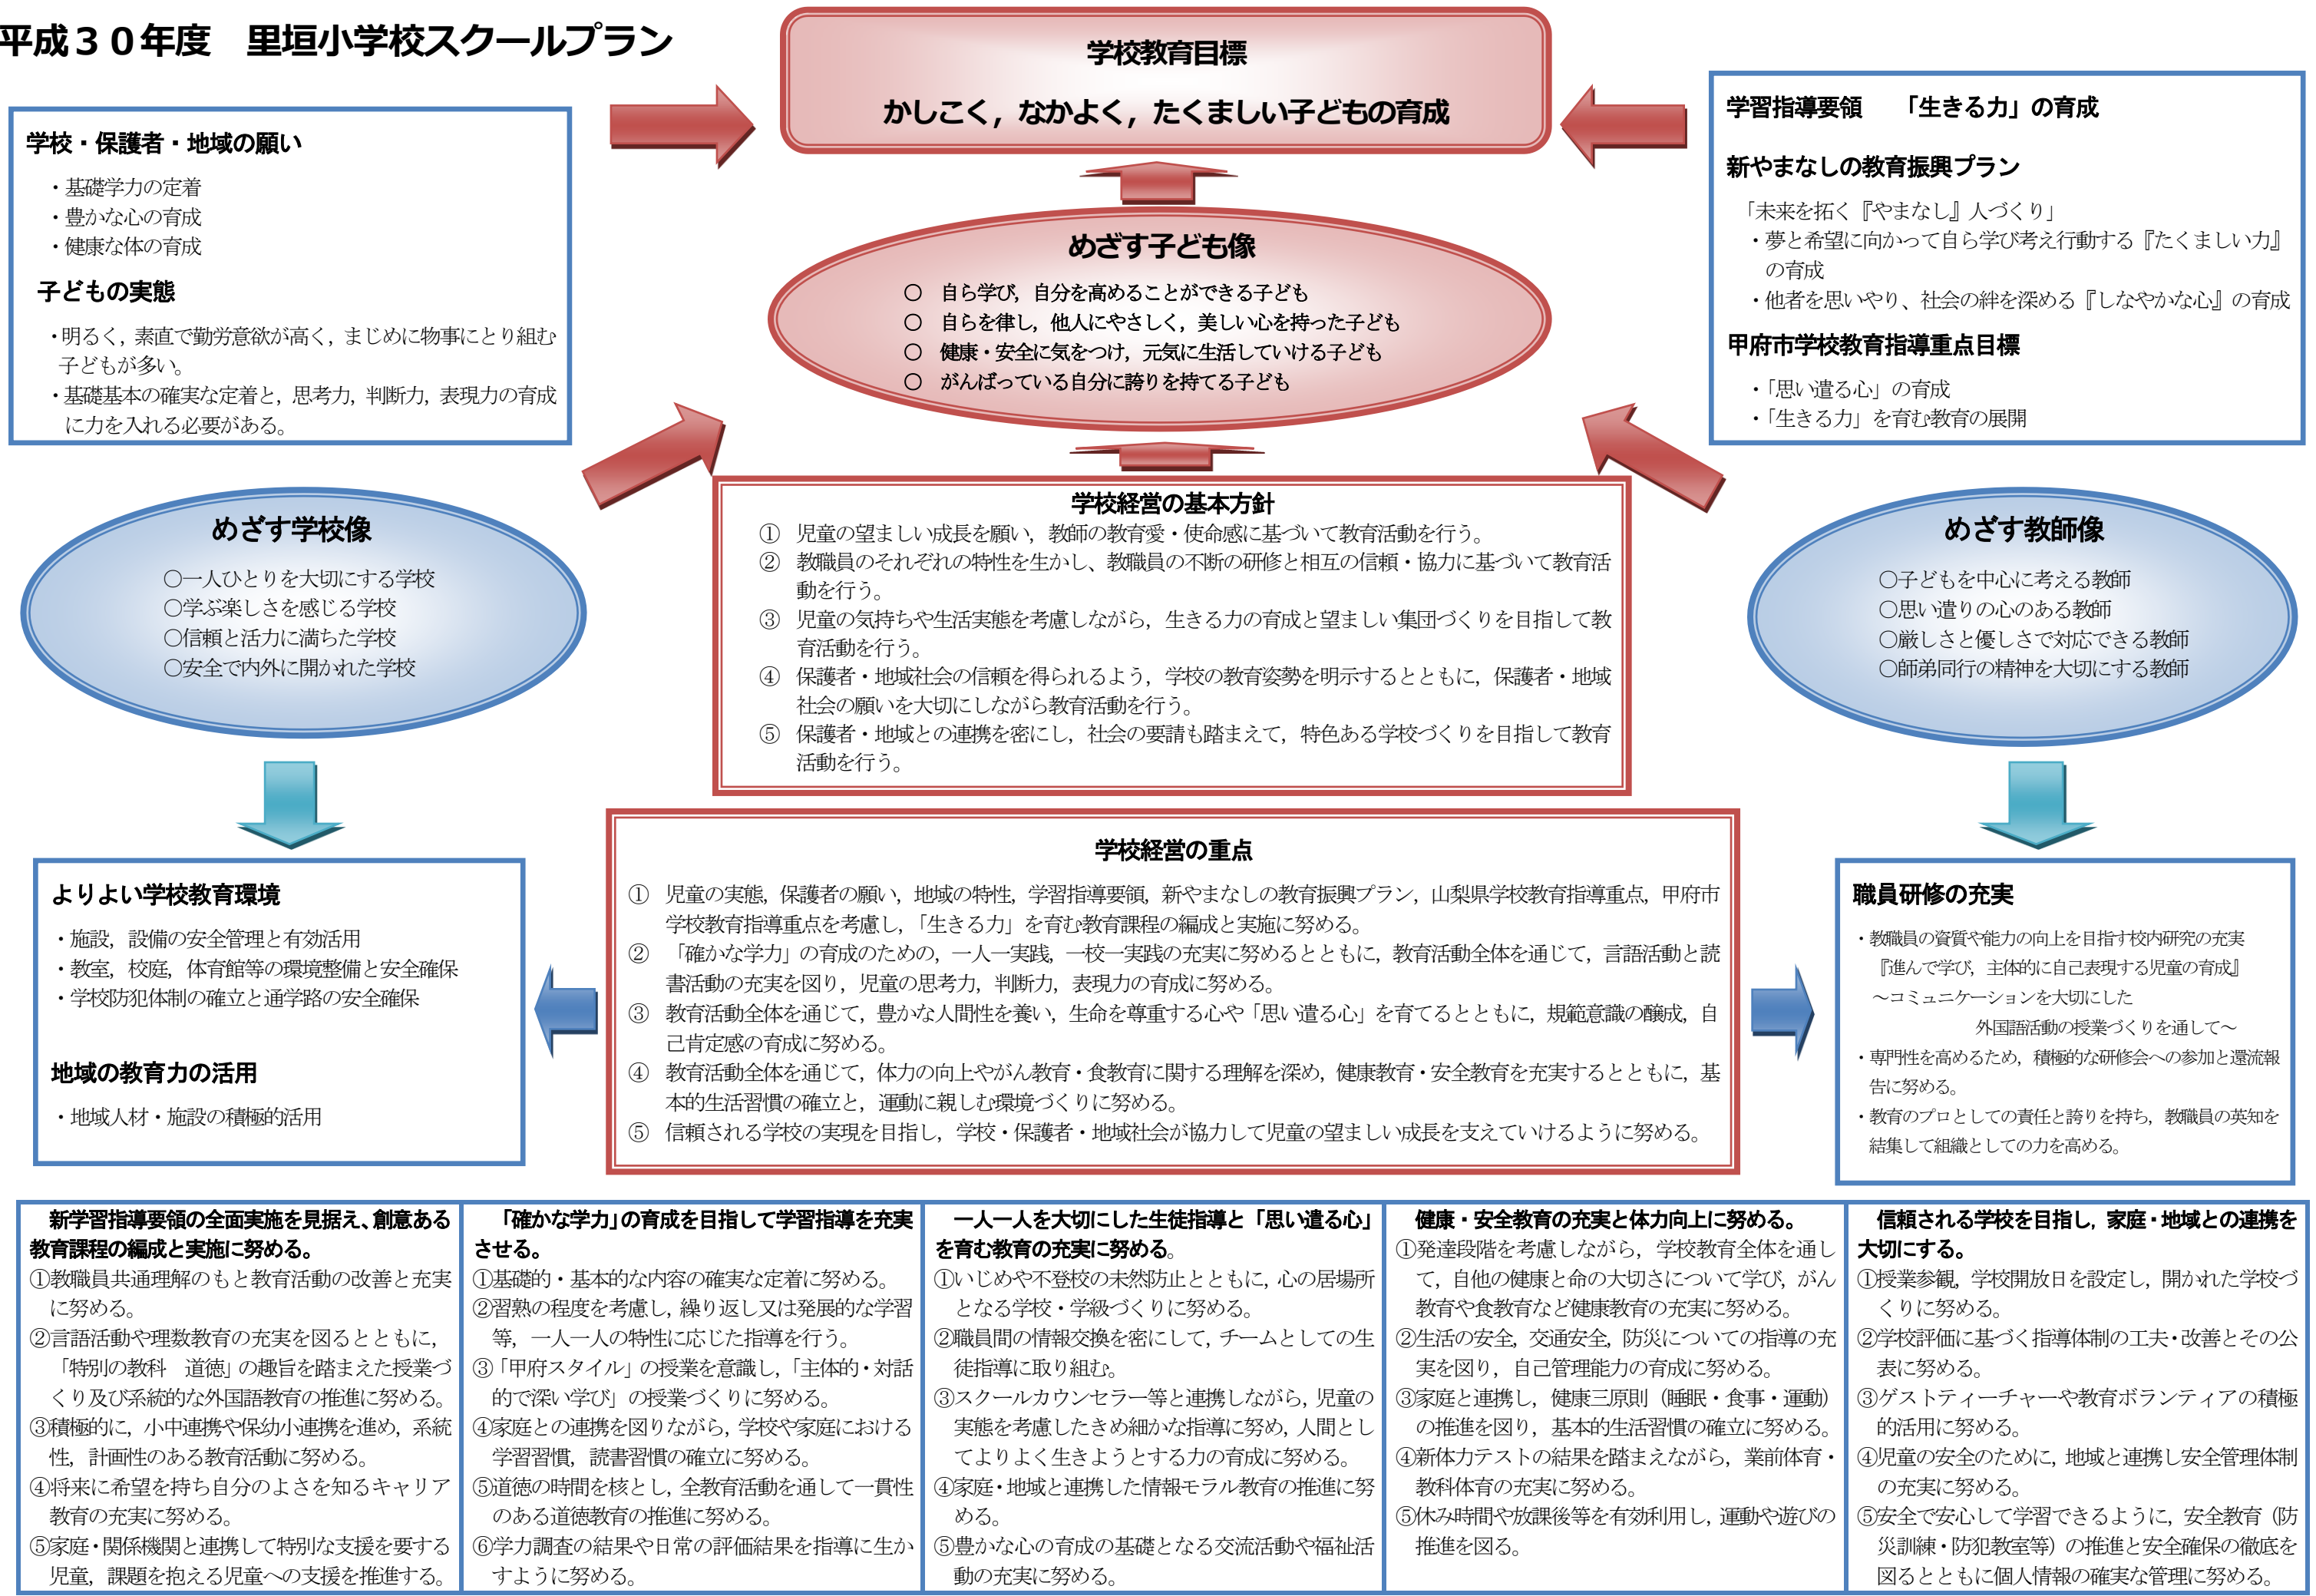 平成３０年度　里垣小学校スクールプラン
学校教育目標
かしこく，なかよく，たくましい子どもの育成
学校・保護者・地域の願い
・基礎学力の定着
・豊かな心の育成
・健康な体の育成
子どもの実態
・明るく，素直で勤労意欲が高く，まじめに物事にとり組む
子どもが多い。
・基礎基本の確実な定着と，思考力，判断力，表現力の育成
に力を入れる必要がある。
めざす子ども像
○　自ら学び，自分を高めることができる子ども
○　自らを律し，他人にやさしく，美しい心を持った子ども
○　健康・安全に気をつけ，元気に生活していける子ども
○　がんばっている自分に誇りを持てる子ども
学習指導要領　「生きる力」の育成
新やまなしの教育振興プラン
「未来を拓く『やまなし』人づくり」
・夢と希望に向かって自ら学び考え行動する『たくましい力』
の育成
・他者を思いやり、社会の絆を深める『しなやかな心』の育成
甲府市学校教育指導重点目標
・「思い遣る心」の育成
・「生きる力」を育む教育の展開
めざす学校像
○一人ひとりを大切にする学校
○学ぶ楽しさを感じる学校
○信頼と活力に満ちた学校
○安全で内外に開かれた学校
学校経営の基本方針
①　児童の望ましい成長を願い，教師の教育愛・使命感に基づいて教育活動を行う。
②　教職員のそれぞれの特性を生かし、教職員の不断の研修と相互の信頼・協力に基づいて教育活
動を行う。
③　児童の気持ちや生活実態を考慮しながら，生きる力の育成と望ましい集団づくりを目指して教
育活動を行う。
④　保護者・地域社会の信頼を得られるよう，学校の教育姿勢を明示するとともに，保護者・地域
社会の願いを大切にしながら教育活動を行う。
⑤　保護者・地域との連携を密にし，社会の要請も踏まえて，特色ある学校づくりを目指して教育
活動を行う。
めざす教師像
○子どもを中心に考える教師
○思い遣りの心のある教師
○厳しさと優しさで対応できる教師
○師弟同行の精神を大切にする教師
よりよい学校教育環境
・施設，設備の安全管理と有効活用
・教室，校庭，体育館等の環境整備と安全確保
・学校防犯体制の確立と通学路の安全確保
地域の教育力の活用
・地域人材・施設の積極的活用
学校経営の重点
①　児童の実態，保護者の願い，地域の特性，学習指導要領，新やまなしの教育振興プラン，山梨県学校教育指導重点，甲府市
学校教育指導重点を考慮し，「生きる力」を育む教育課程の編成と実施に努める。
②　「確かな学力」の育成のための，一人一実践，一校一実践の充実に努めるとともに，教育活動全体を通じて，言語活動と読
書活動の充実を図り，児童の思考力，判断力，表現力の育成に努める。
③　教育活動全体を通じて，豊かな人間性を養い，生命を尊重する心や「思い遣る心」を育てるとともに，規範意識の醸成，自
己肯定感の育成に努める。
④　教育活動全体を通じて，体力の向上やがん教育・食教育に関する理解を深め，健康教育・安全教育を充実するとともに，基
本的生活習慣の確立と，運動に親しむ環境づくりに努める。
⑤　信頼される学校の実現を目指し，学校・保護者・地域社会が協力して児童の望ましい成長を支えていけるように努める。
職員研修の充実
・教職員の資質や能力の向上を目指す校内研究の充実
『進んで学び，主体的に自己表現する児童の育成』
～コミュニケーションを大切にした
外国語活動の授業づくりを通して～
・専門性を高めるため，積極的な研修会への参加と還流報
告に努める。
・教育のプロとしての責任と誇りを持ち，教職員の英知を
結集して組織としての力を高める。
新学習指導要領の全面実施を見据え、創意ある
教育課程の編成と実施に努める。
①教職員共通理解のもと教育活動の改善と充実
に努める。
②言語活動や理数教育の充実を図るとともに，
「特別の教科　道徳」の趣旨を踏まえた授業づ
くり及び系統的な外国語教育の推進に努める。
③積極的に，小中連携や保幼小連携を進め，系統
性，計画性のある教育活動に努める。
④将来に希望を持ち自分のよさを知るキャリア
教育の充実に努める。
⑤家庭・関係機関と連携して特別な支援を要する
児童，課題を抱える児童への支援を推進する。
「確かな学力」の育成を目指して学習指導を充実
させる。
①基礎的・基本的な内容の確実な定着に努める。
②習熟の程度を考慮し，繰り返し又は発展的な学習
等，一人一人の特性に応じた指導を行う。
③「甲府スタイル」の授業を意識し，「主体的・対話
的で深い学び」の授業づくりに努める。
④家庭との連携を図りながら，学校や家庭における
学習習慣，読書習慣の確立に努める。
⑤道徳の時間を核とし，全教育活動を通して一貫性
のある道徳教育の推進に努める。
⑥学力調査の結果や日常の評価結果を指導に生か
すように努める。
一人一人を大切にした生徒指導と「思い遣る心」
を育む教育の充実に努める。
①いじめや不登校の未然防止とともに，心の居場所
となる学校・学級づくりに努める。
②職員間の情報交換を密にして，チームとしての生
徒指導に取り組む。
③スクールカウンセラー等と連携しながら，児童の
実態を考慮したきめ細かな指導に努め，人間とし
てよりよく生きようとする力の育成に努める。
④家庭・地域と連携した情報モラル教育の推進に努
める。
⑤豊かな心の育成の基礎となる交流活動や福祉活
動の充実に努める。
健康・安全教育の充実と体力向上に努める。
①発達段階を考慮しながら，学校教育全体を通し
て，自他の健康と命の大切さについて学び，がん
教育や食教育など健康教育の充実に努める。
②生活の安全，交通安全，防災についての指導の充
実を図り，自己管理能力の育成に努める。
③家庭と連携し，健康三原則（睡眠・食事・運動）
の推進を図り，基本的生活習慣の確立に努める。
④新体力テストの結果を踏まえながら，業前体育・
教科体育の充実に努める。
⑤休み時間や放課後等を有効利用し，運動や遊びの
推進を図る。
信頼される学校を目指し，家庭・地域との連携を
大切にする。
①授業参観，学校開放日を設定し，開かれた学校づ
くりに努める。
②学校評価に基づく指導体制の工夫・改善とその公
表に努める。
③ゲストティーチャーや教育ボランティアの積極
的活用に努める。
④児童の安全のために，地域と連携し安全管理体制
の充実に努める。
⑤安全で安心して学習できるように，安全教育（防
災訓練・防犯教室等）の推進と安全確保の徹底を
図るとともに個人情報の確実な管理に努める。